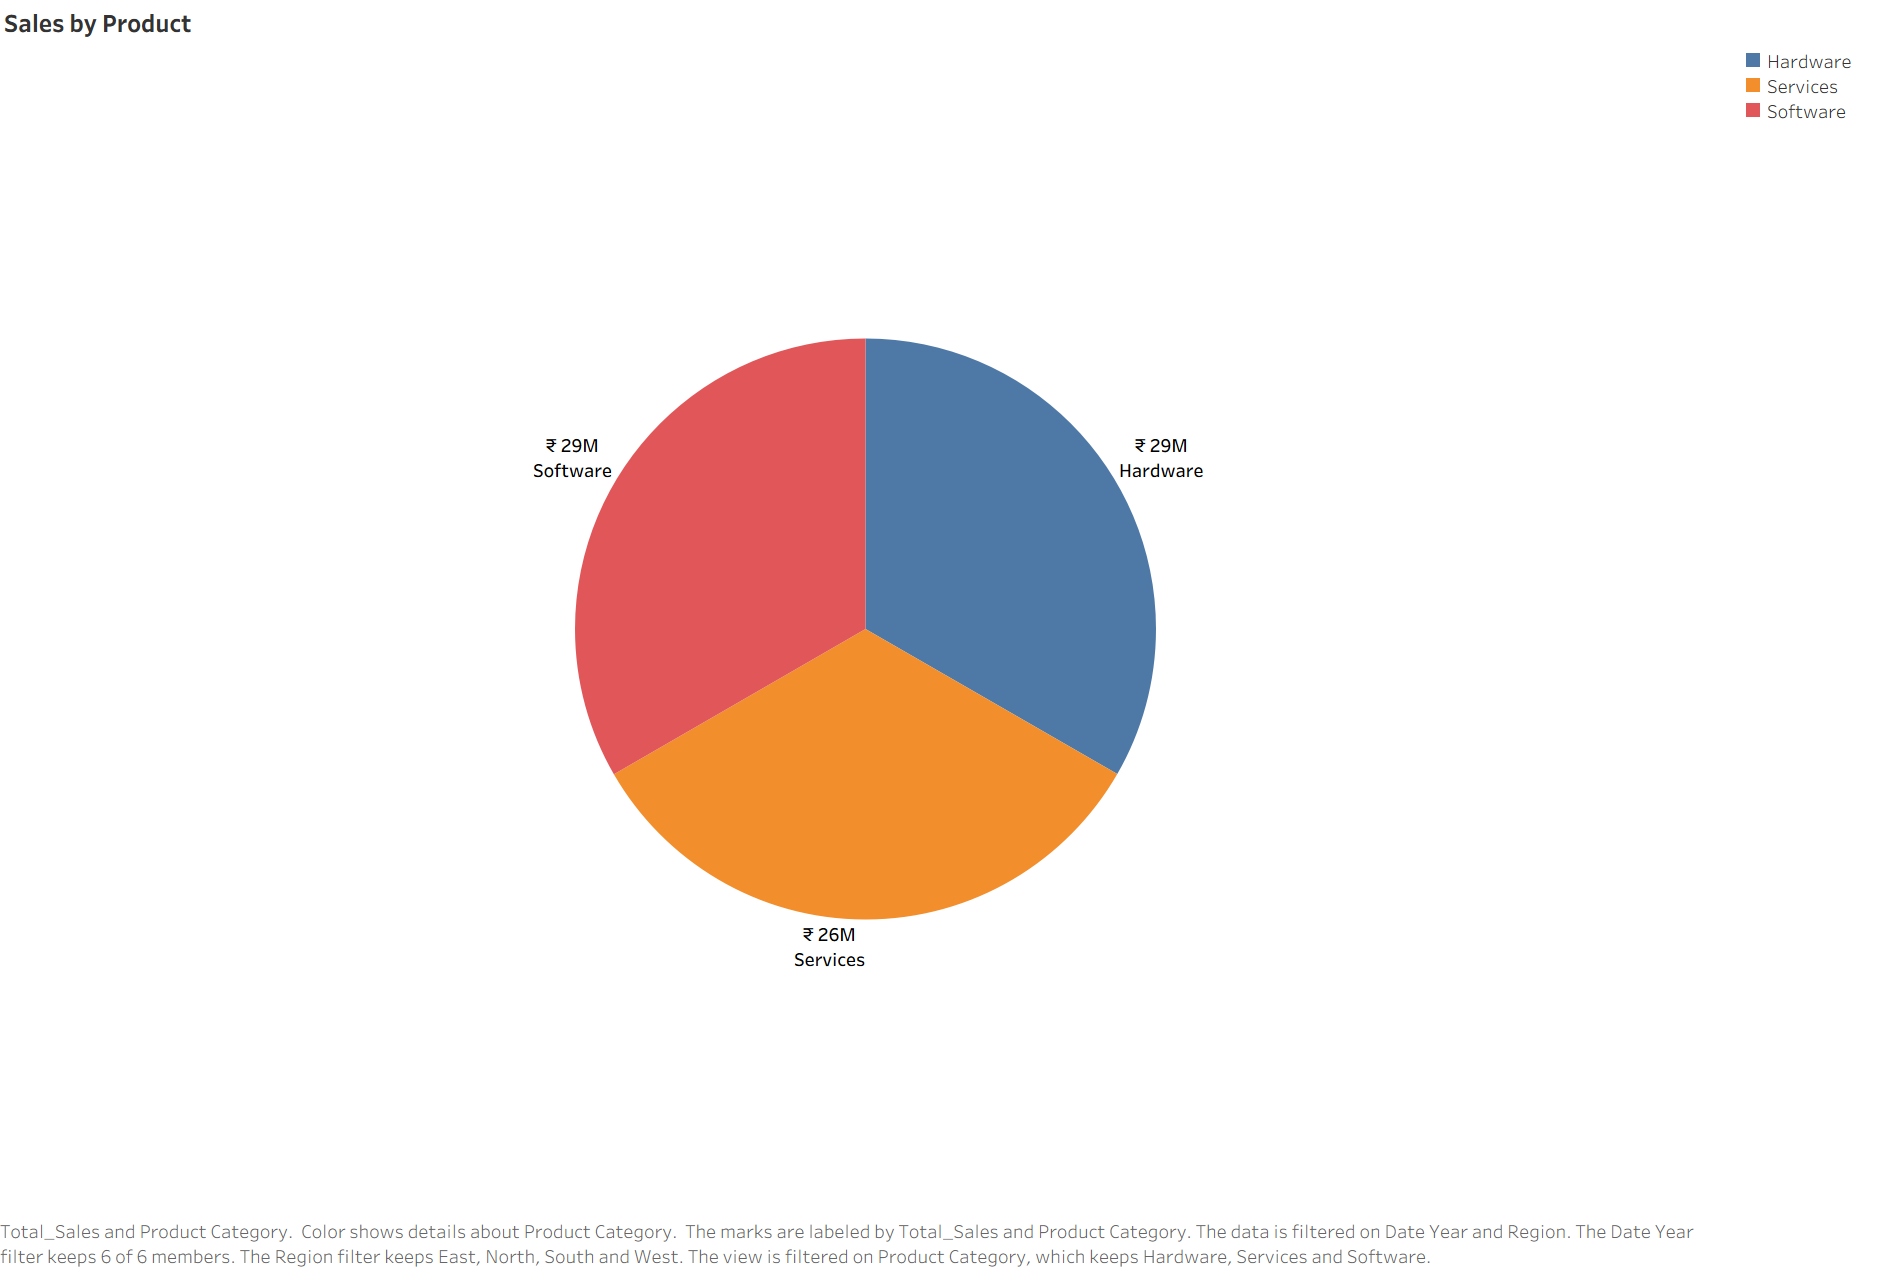 Sales by Product
Hardware
Services
Software
₹ 29M
Software
₹ 29M
Hardware
₹ 26M
Services
Total_Sales and Product Category.  Color shows details about Product Category.  The marks are labeled by Total_Sales and Product Category. The data is filtered on Date Year and Region. The Date Year
filter keeps 6 of 6 members. The Region filter keeps East, North, South and West. The view is filtered on Product Category, which keeps Hardware, Services and Software.